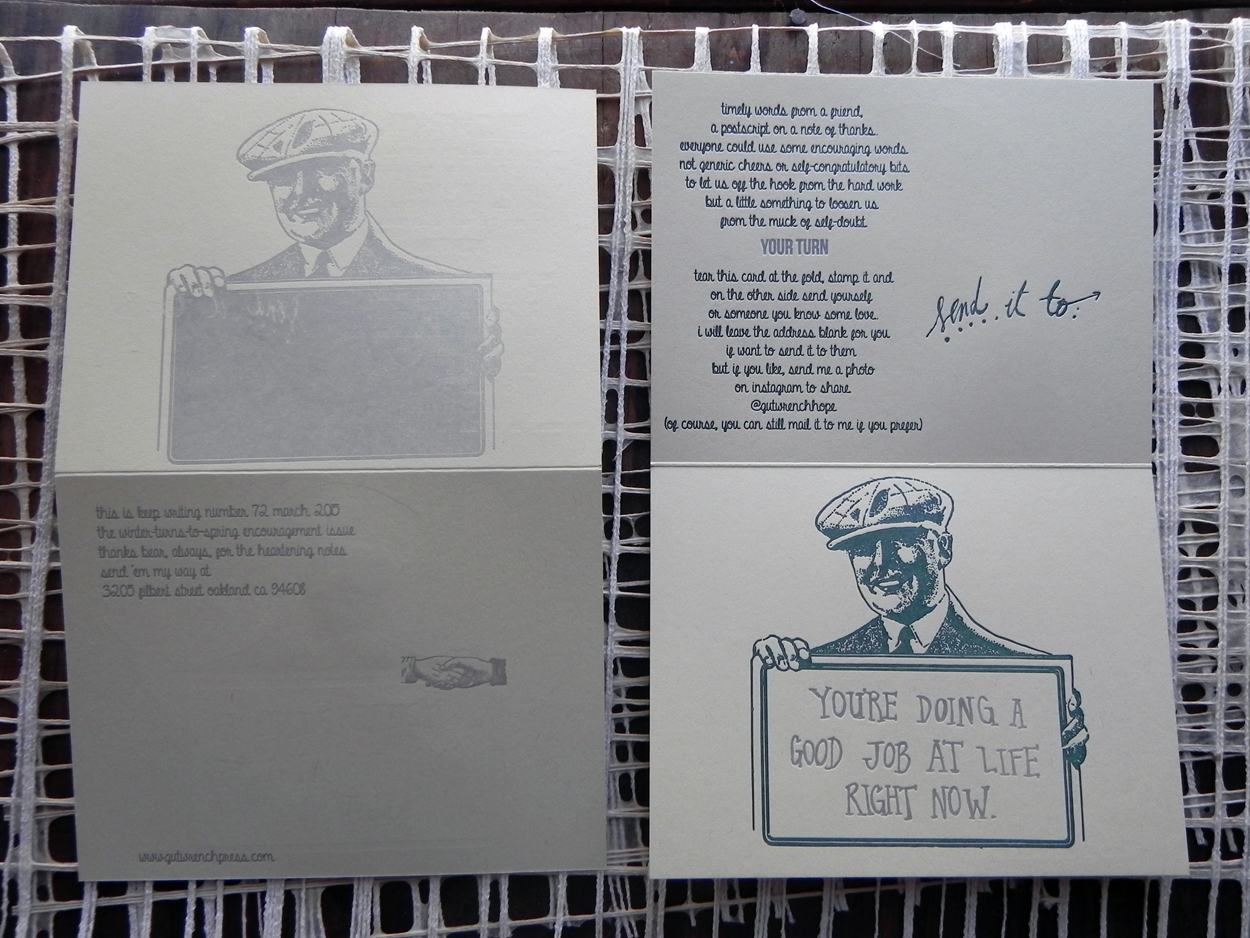 this is keep writing number 72 march 2015
the winter-turns-to-spring encouragement issue
thanks bear, always, for the heartening notes
send 'em my way at
3205 filbert street oakland ca 94608
www.gutwrenchpress.com
timely words from a friend,
a postscript on a note of thanks.
everyone could use some encouraging words.
not generic cheers or self-congratulatory bits
to let us off the hook from the hard work
but a little something to loosen us
from the muck of self-doubt.
YOUR TURN
tear this card at the fold, stamp it and
on the other side send yourself
or someone you know some love.
i will leave the address blank for you
if want to send it to them
but if you like, send me a photo
on instagram to share.
@gutwrenchhope
(of course, you can still mail it to me if you prefer)
send it to:
YOU'RE DOING A
GOOD JOB AT LIFE
RIGHT NOW.